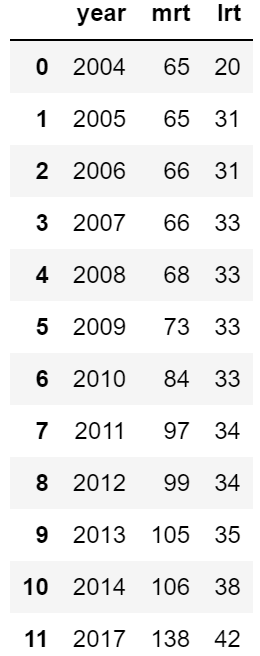 year mrt lrt
0 2004 65 20
1 2005 65 31
2 2006 66 31
3 2007 66 33
4 2008 68 33
5 2009 73 33
6 2010 84 33
7 2011 97 34
8 2012 99 34
9 2013 105 35
10 2014 106 38
11 2017 138 42